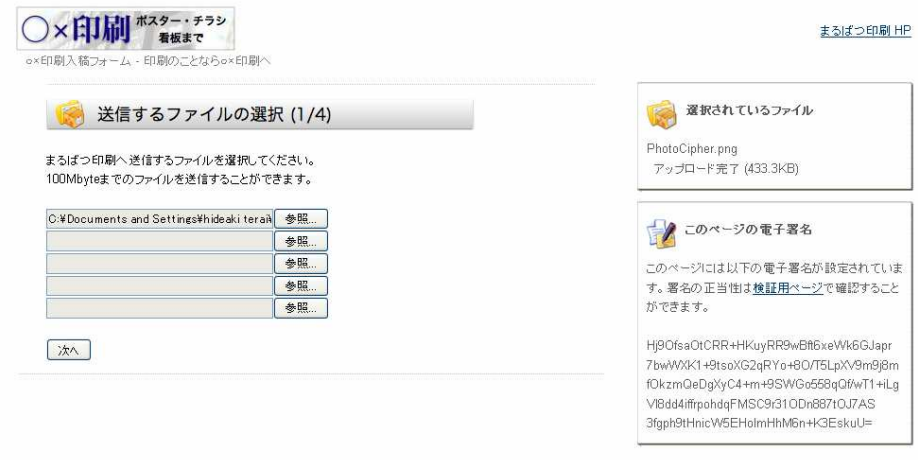 ○×印刷 ポスター・チラシ
看板まで
まるばつ印刷 HP
○×印刷入稿フォーム - 印刷のことなら○×印刷へ
送信するファイルの選択 (1/4)
まるばつ印刷へ送信するファイルを選択してください。
100Mbyteまでのファイルを送信することができます。
C:¥Documents and Settings¥hideaki terai 参照...
参照...
参照...
参照...
参照...
次へ
選択されているファイル
PhotoCipher.png
アップロード完了 (433.3KB)
このページの電子署名
このページには以下の電子署名が設定されていま
す。署名の正当性は検証用ページで確認すること
ができます。
Hj9OfsaOtCRR+HKuyRR9wBft6xeWk6GJapr
7bwWXK1+9tsoXG2qRYo+8O/T5LpXV9m9j8m
fOkzmQeDgXyC4+m+9SWGo558qQf/wT1+iLg
VI8dd4iffrpohdqFMSC9r31ODn887tOJ7AS
3fgph9tHnicW5EHolmHhM6n+K3EskuU=